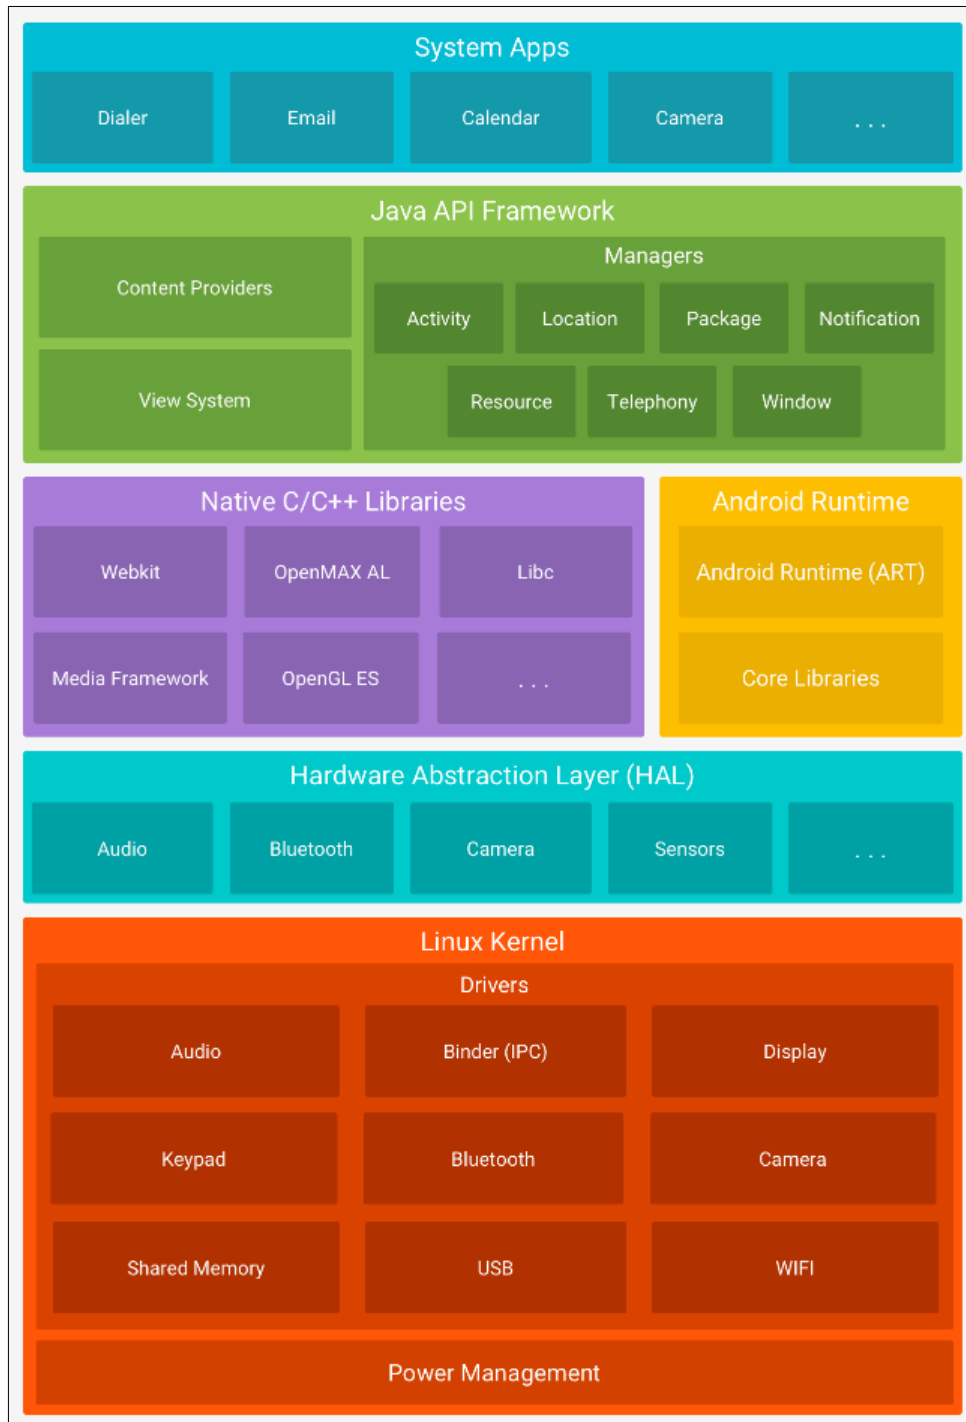 System Apps
Dialer
Email
Calendar
Camera
. . .
Java API Framework
Content Providers
View System
Managers
Activity
Location
Package
Notification
Resource
Telephony
Window
Native C/C++ Libraries
Webkit
OpenMAX AL
Libc
Media Framework
OpenGL ES
. . .
Android Runtime
Android Runtime (ART)
Core Libraries
Hardware Abstraction Layer (HAL)
Audio
Bluetooth
Camera
Sensors
. . .
Linux Kernel
Drivers
Audio
Binder (IPC)
Display
Keypad
Bluetooth
Camera
Shared Memory
USB
WIFI
Power Management